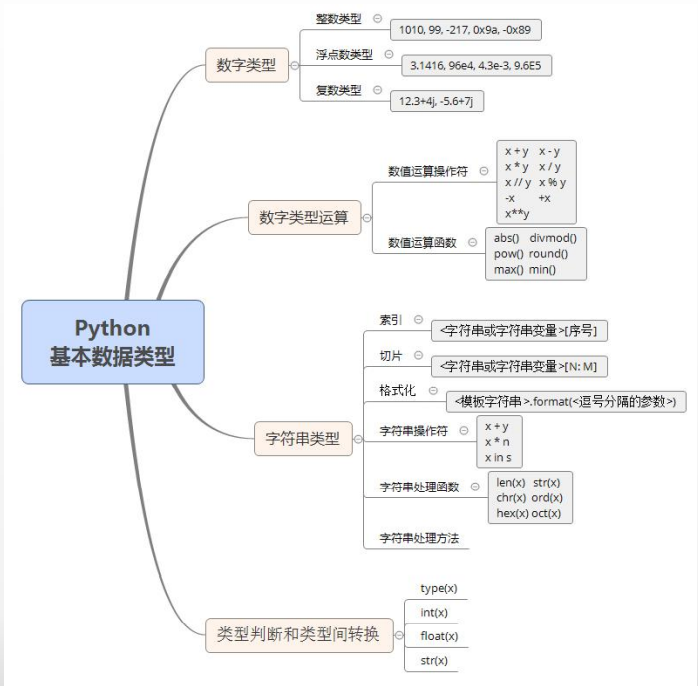 整数类型
1010, 99, -217, 0x9a, -0x89
数字类型
浮点数类型
3.1416, 96e4, 4.3e-3, 9.6E5
复数类型
12.3+4j, -5.6+7j
数字类型运算
数值运算操作符
x + y x - y
x * y x / y
x // y x % y
-x +x
x**y
数值运算函数
abs() divmod()
pow() round()
max() min()
Python
基本数据类型
字符串类型
索引
<字符串或字符串变量>[序号]
切片
<字符串或字符串变量>[N: M]
格式化
<模板字符串>.format(<逗号分隔的参数>)
字符串操作符
x + y
x * n
x in s
字符串处理函数
len(x) str(x)
chr(x) ord(x)
hex(x) oct(x)
字符串处理方法
类型判断和类型间转换
type(x)
int(x)
float(x)
str(x)